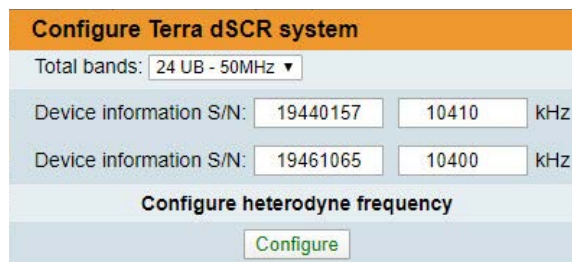 Configure Terra dSCR system
Total bands: 24 UB - 50MHz ▼
Device information S/N: 19440157 10410 kHz
Device information S/N: 19461065 10400 kHz
Configure heterodyne frequency
Configure